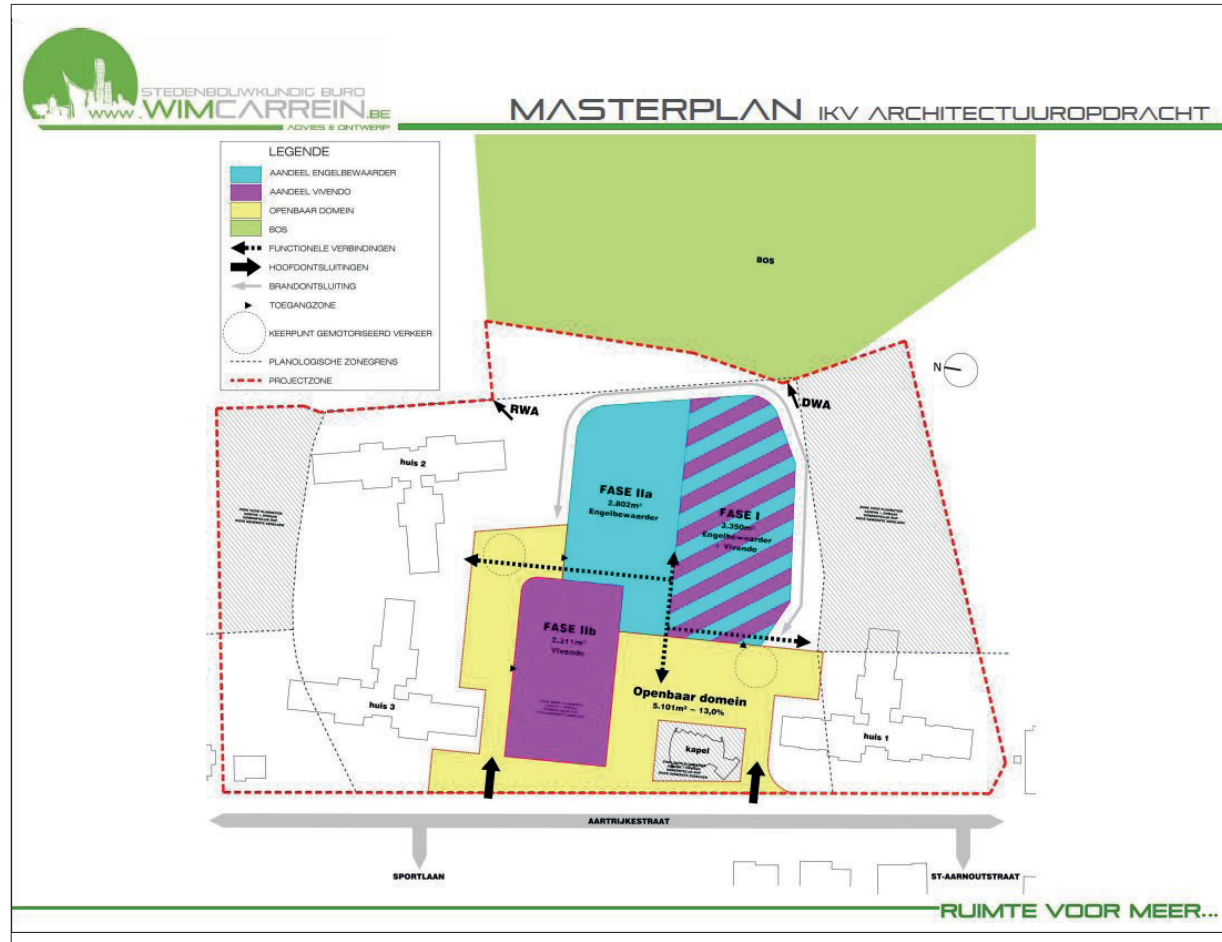 STEDENBOUWKUNDIG BURO
WWW.WIMCARREIN.BE
ADVIES & ONTWERP
MASTERPLAN IKV ARCHITECTUUROPDRACHT
LEGENDE
AANDEEL ENGELBEWAARDER
AANDEEL VIVENDO
OPENBAAR DOMEIN
BOS
FUNCTIONELE VERBINDINGEN
HOOFDONTSLUITINGEN
BRANDONTSLUITING
TOEGANGZONE
KEERPUNT GEMOTORISEERD VERKEER
PLANOLOGISCHE ZONEGRENS
PROJECTZONE
BOS
N
RWA
DWA
huis 2
FASE IIa
2.802m²
Engelbewaarder
FASE I
3.350m²
Engelbewaarder
+ Vivendo
FASE IIb
2.311m²
Vivendo
huis 3
Openbaar domein
5.101m² – 13,0%
kapel
huis 1
AARTRIJKESTRAAT
SPORTLAAN
ST-AARNOUTSTRAAT
RUIMTE VOOR MEER...